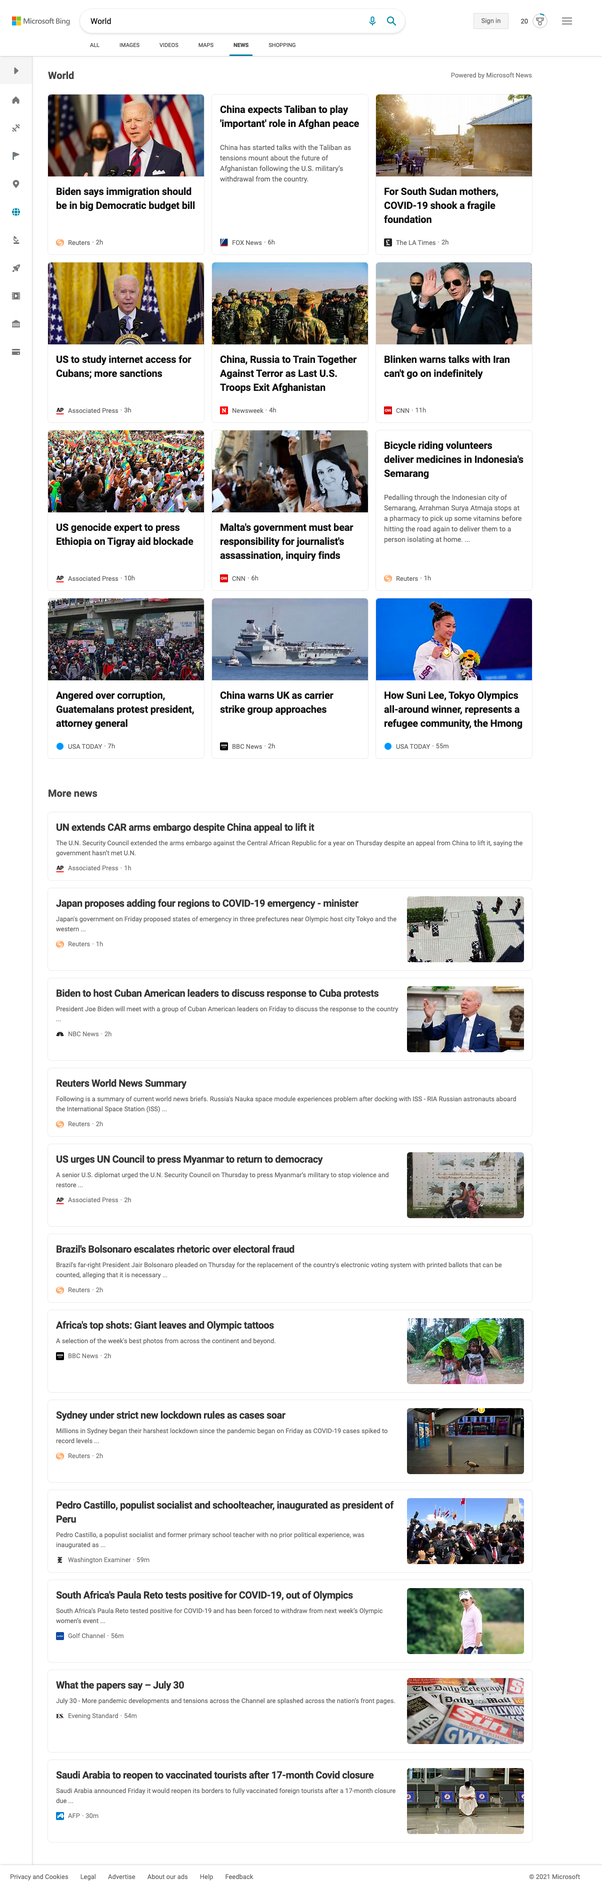 Microsoft Bing
World
Sign in
20
ALL
IMAGES
VIDEOS
MAPS
NEWS
SHOPPING
World
Powered by Microsoft News
Biden says immigration should
be in big Democratic budget bill
Reuters · 2h
China expects Taliban to play
'important' role in Afghan peace
China has started talks with the Taliban as
tensions mount about the future of
Afghanistan following the U.S. military's
withdrawal from the country.
FOX News · 6h
For South Sudan mothers,
COVID-19 shook a fragile
foundation
The LA Times · 2h
US to study internet access for
Cubans; more sanctions
AP
Associated Press · 3h
China, Russia to Train Together
Against Terror as Last U.S.
Troops Exit Afghanistan
N
Newsweek · 4h
Blinken warns talks with Iran
can't go on indefinitely
CNN · 11h
US genocide expert to press
Ethiopia on Tigray aid blockade
AP
Associated Press · 10h
Malta's government must bear
responsibility for journalist's
assassination, inquiry finds
CNN · 6h
Bicycle riding volunteers
deliver medicines in Indonesia's
Semarang
Pedalling through the Indonesian city of
Semarang, Arrahman Surya Atmaja stops at
a pharmacy to pick up some vitamins before
hitting the road again to deliver them to a
person isolating at home. ...
Reuters · 1h
Angered over corruption,
Guatemalans protest president,
attorney general
USA TODAY · 7h
China warns UK as carrier
strike group approaches
BBC News · 2h
USA
How Suni Lee, Tokyo Olympics
all-around winner, represents a
refugee community, the Hmong
USA TODAY · 55m
More news
UN extends CAR arms embargo despite China appeal to lift it
The U.N. Security Council extended the arms embargo against the Central African Republic for a year on Thursday despite an appeal from China to lift it, saying the
government hasn't met U.N.
AP
Associated Press · 1h
Japan proposes adding four regions to COVID-19 emergency - minister
Japan's government on Friday proposed states of emergency in three prefectures near Olympic host city Tokyo and the
western ...
Reuters · 1h
Biden to host Cuban American leaders to discuss response to Cuba protests
President Joe Biden will meet with a group of Cuban American leaders on Friday to discuss the response to the country
...
NBC News · 2h
Reuters World News Summary
Following is a summary of current world news briefs. Russia's Nauka space module experiences problem after docking with ISS - RIA Russian astronauts aboard
the International Space Station (ISS) ...
Reuters · 2h
US urges UN Council to press Myanmar to return to democracy
A senior U.S. diplomat urged the U.N. Security Council on Thursday to press Myanmar's military to stop violence and
restore ...
AP
Associated Press · 2h
Brazil's Bolsonaro escalates rhetoric over electoral fraud
Brazil's far-right President Jair Bolsonaro pleaded on Thursday for the replacement of the country's electronic voting system with printed ballots that can be
counted, alleging that it is necessary ...
Reuters · 2h
Africa's top shots: Giant leaves and Olympic tattoos
A selection of the week's best photos from across the continent and beyond.
BBC News · 2h
Sydney under strict new lockdown rules as cases soar
Millions in Sydney began their harshest lockdown since the pandemic began on Friday as COVID-19 cases spiked to
record levels ...
Reuters · 2h
Pedro Castillo, populist socialist and schoolteacher, inaugurated as president of
Peru
Pedro Castillo, a populist socialist and former primary school teacher with no prior political experience, was
inaugurated as ...
Washington Examiner · 59m
South Africa's Paula Reto tests positive for COVID-19, out of Olympics
South Africa's Paula Reto tested positive for COVID-19 and has been forced to withdraw from next week's Olympic
women's event ...
Golf Channel · 56m
What the papers say – July 30
July 30 - More pandemic developments and tensions across the Channel are splashed across the nation's front pages.
ES.
Evening Standard · 54m
The Daily Telegraph
Daily Mail
HOLLYWOOD
TIMES
Sun
Saudi Arabia to reopen to vaccinated tourists after 17-month Covid closure
Saudi Arabia announced Friday it would reopen its borders to fully vaccinated foreign tourists after a 17-month closure
due ...
AFP · 30m
Privacy and Cookies
Legal
Advertise
About our ads
Help
Feedback
© 2021 Microsoft